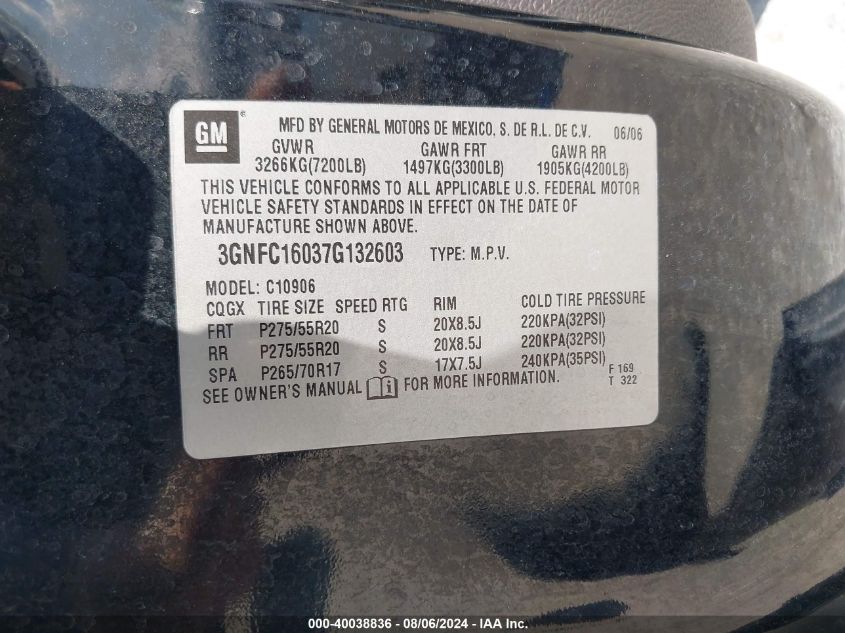 GM ® MFD BY GENERAL MOTORS DE MEXICO, S. DE R.L. DE C.V. 06/06
GVWR GAWR FRT GAWR RR
3266KG(7200LB) 1497KG(3300LB) 1905KG(4200LB)
THIS VEHICLE CONFORMS TO ALL APPLICABLE U.S. FEDERAL MOTOR
VEHICLE SAFETY STANDARDS IN EFFECT ON THE DATE OF
MANUFACTURE SHOWN ABOVE.
3GNFC16037G132603 TYPE: M.P.V.
MODEL: C10906
CQGX TIRE SIZE SPEED RTG RIM COLD TIRE PRESSURE
FRT P275/55R20 S 20X8.5J 220KPA(32PSI)
RR P275/55R20 S 20X8.5J 220KPA(32PSI)
SPA P265/70R17 S 17X7.5J 240KPA(35PSI) F 169
SEE OWNER'S MANUAL i FOR MORE INFORMATION. T 322
000-40038836 - 08/06/2024 - IAA Inc.